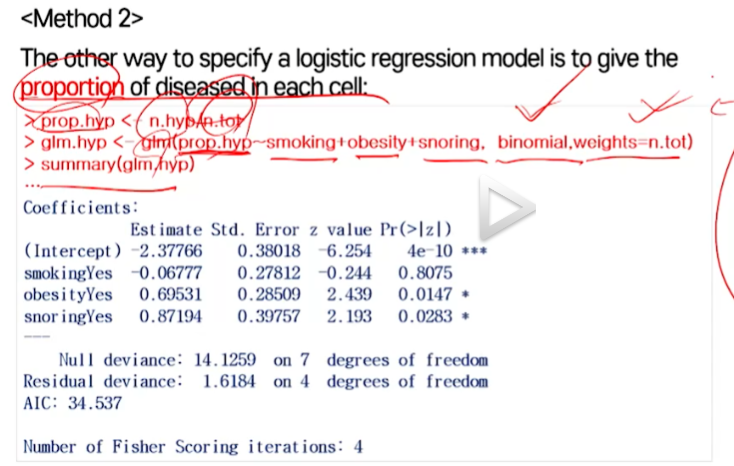 <Method 2>
The other way to specify a logistic regression model is to give the
proportion of diseased in each cell:
> prop.hyp <- n.hyp/n.tot
> glm.hyp <- glm(prop.hyp~smoking+obesity+snoring, binomial,weights=n.tot)
> summary(glm.hyp)
...
Coefficients:
Estimate Std. Error z value Pr(>|z|)
(Intercept) -2.37766 0.38018 -6.254 4e-10 ***
smokingYes -0.06777 0.27812 -0.244 0.8075
obesityYes 0.69531 0.28509 2.439 0.0147 *
snoringYes 0.87194 0.39757 2.193 0.0283 *
---
Null deviance: 14.1259 on 7 degrees of freedom
Residual deviance: 1.6184 on 4 degrees of freedom
AIC: 34.537
Number of Fisher Scoring iterations: 4